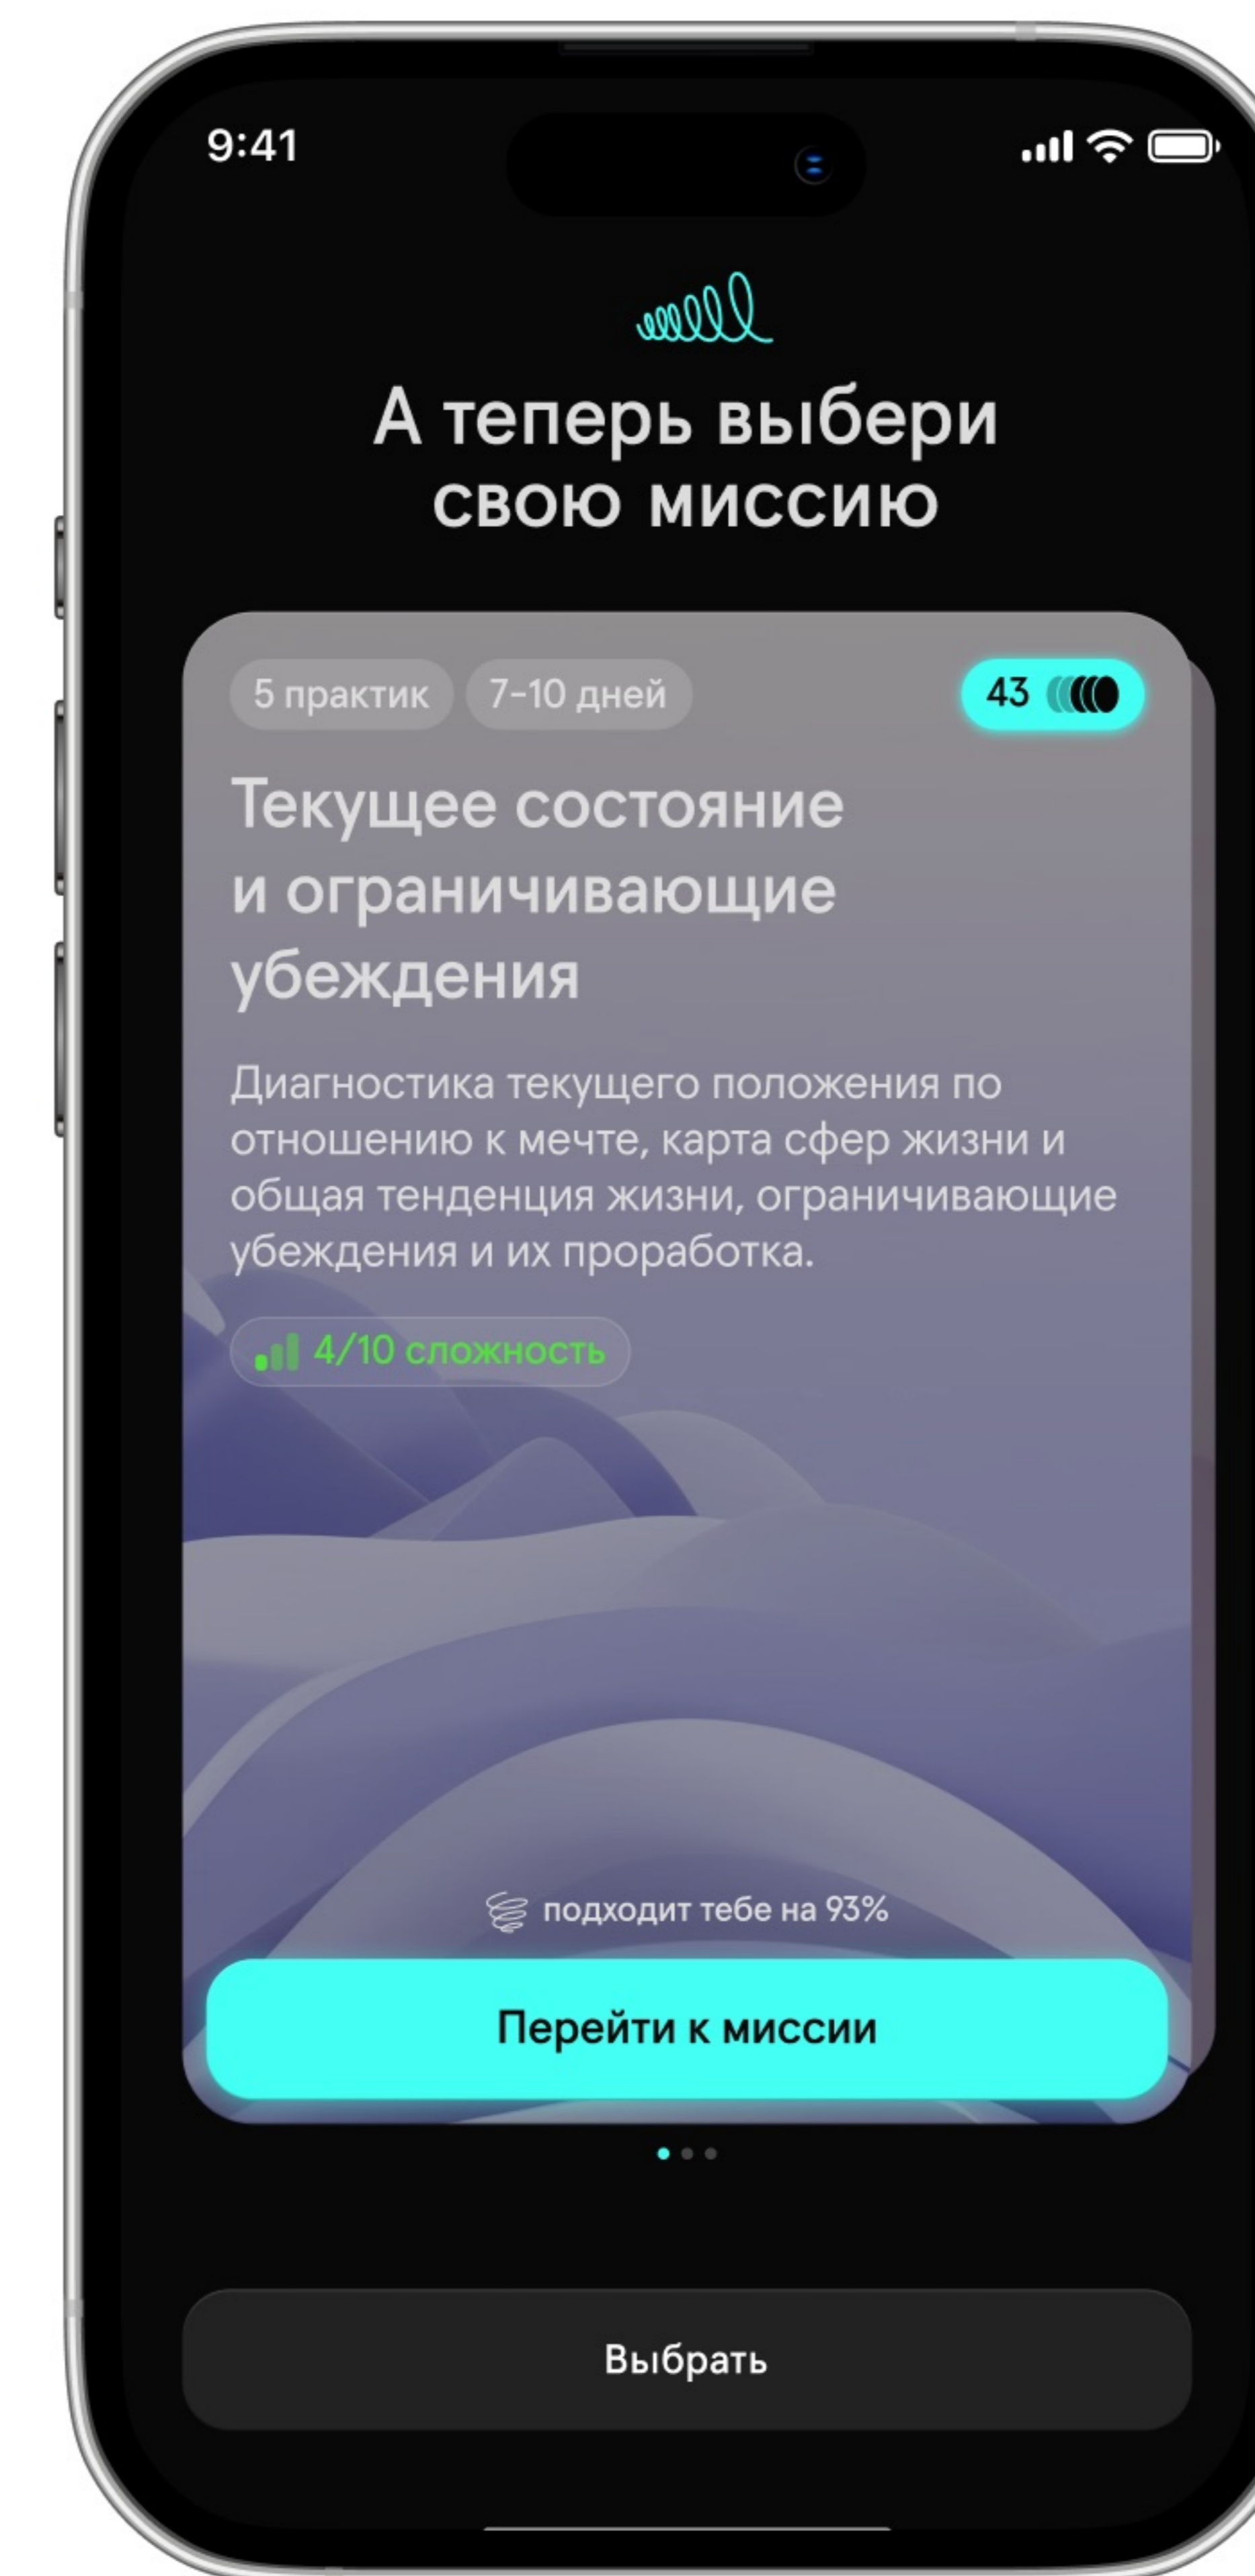 9:41
А теперь выбери
свою миссию
5 практик 7-10 дней 43
Текущее состояние
и ограничивающие
убеждения
Диагностика текущего положения по
отношению к мечте, карта сфер жизни и
общая тенденция жизни, ограничивающие
убеждения и их проработка.
4/10 сложность
подходит тебе на 93%
Перейти к миссии
Выбрать